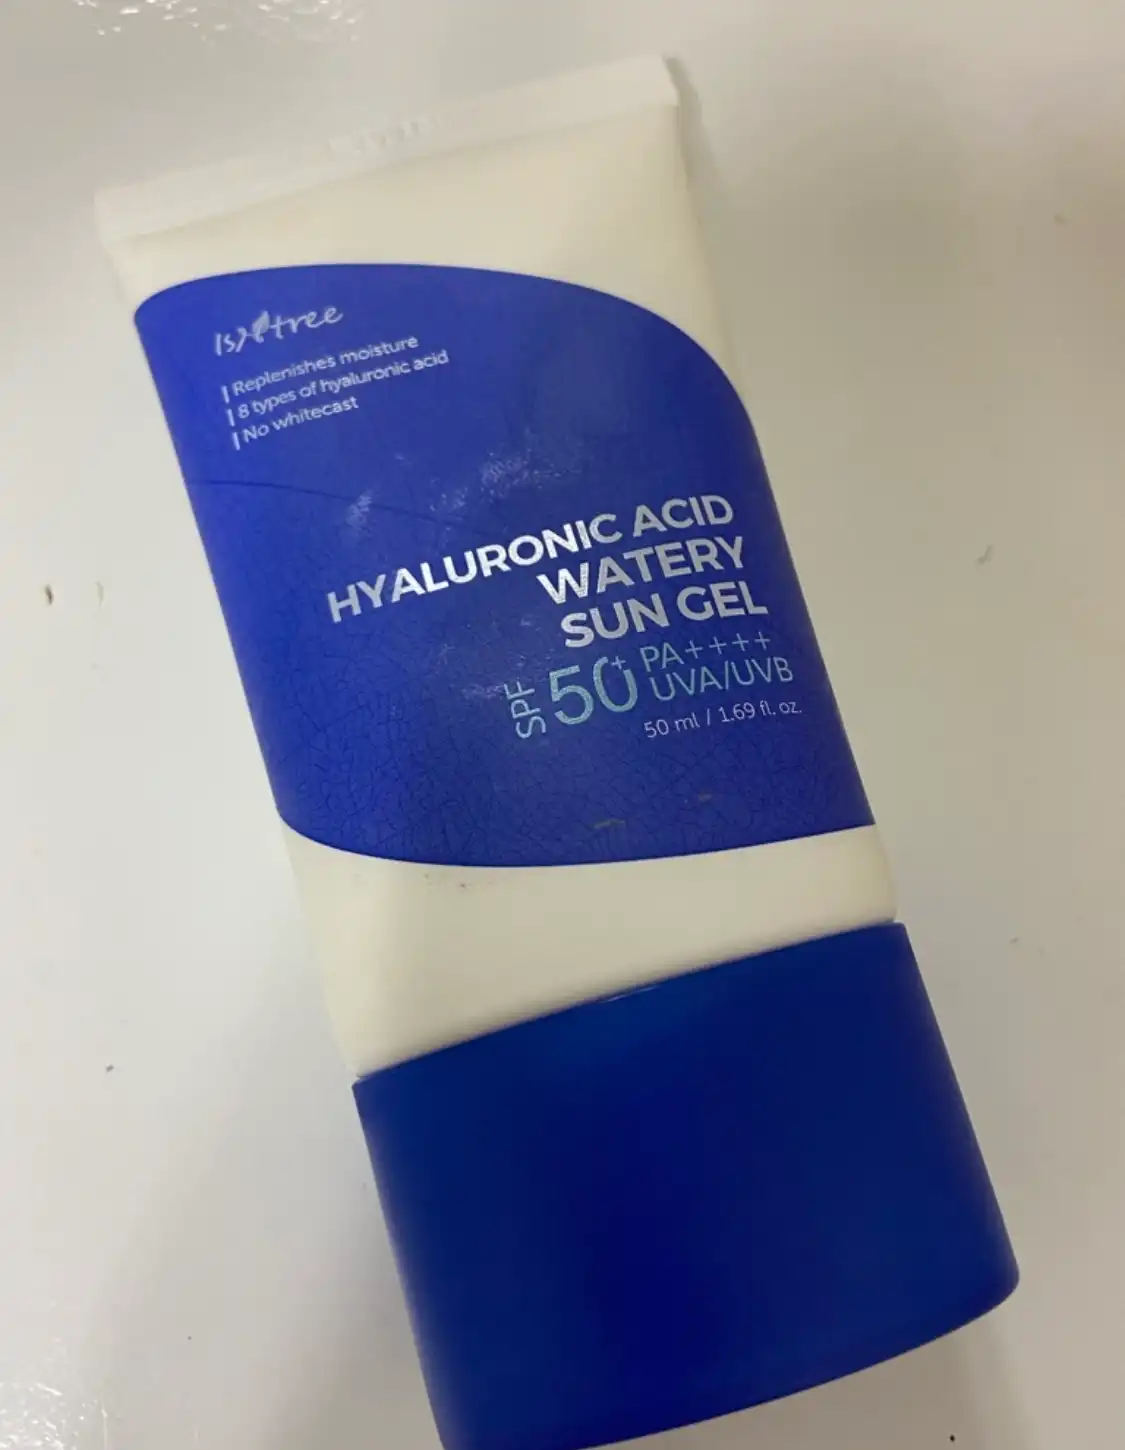 Isntree
Replenishes moisture
8 types of hyaluronic acid
No whitecast
HYALURONIC ACID
WATERY
SUN GEL
SPF 50+ PA++++
UVA/UVB
50 ml / 1.69 fl. oz.